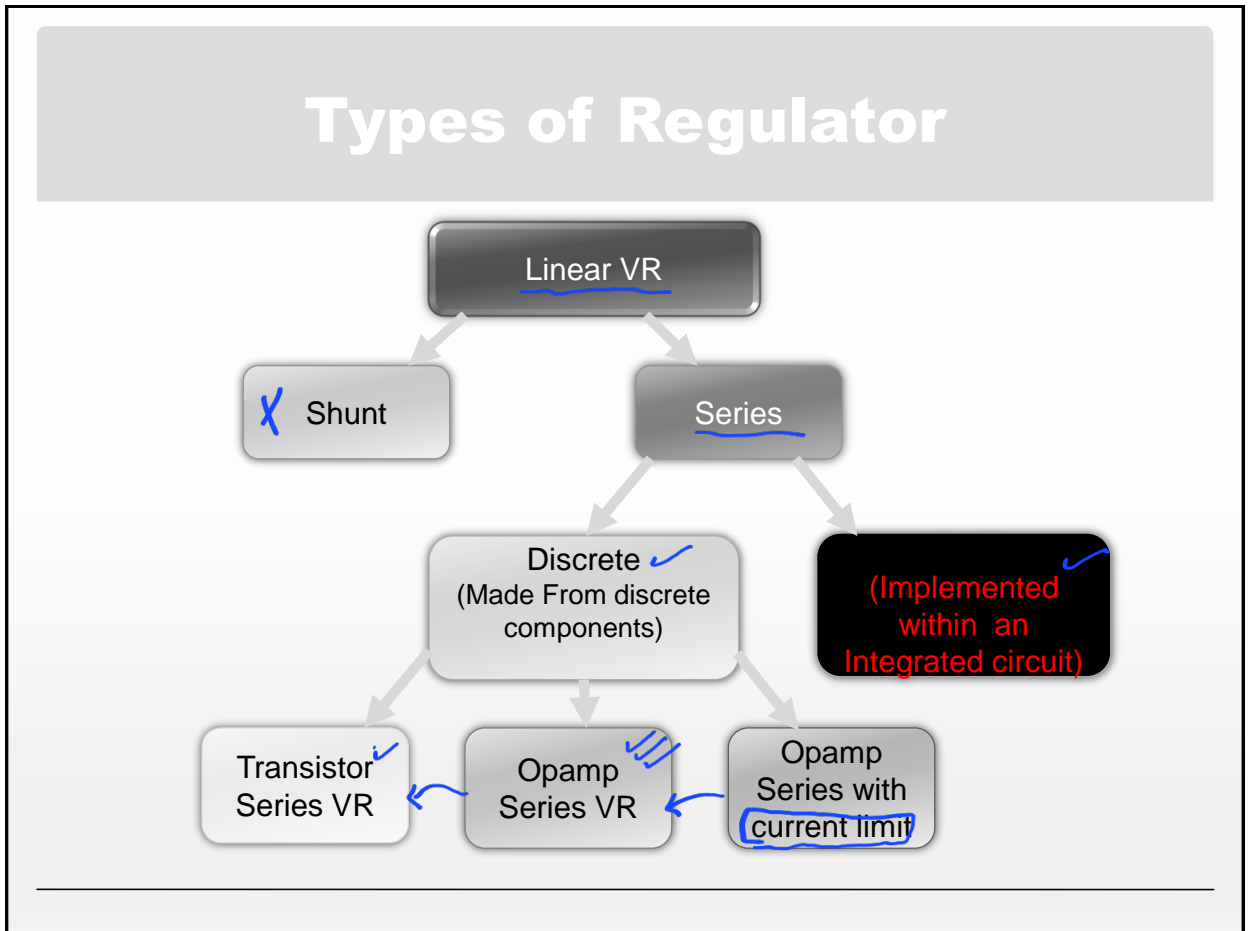 Types of Regulator
Linear VR
Shunt
Series
Discrete
(Made From discrete
components)
(Implemented
within an
Integrated circuit)
Transistor
Series VR
Opamp
Series VR
Opamp
Series with
current limit